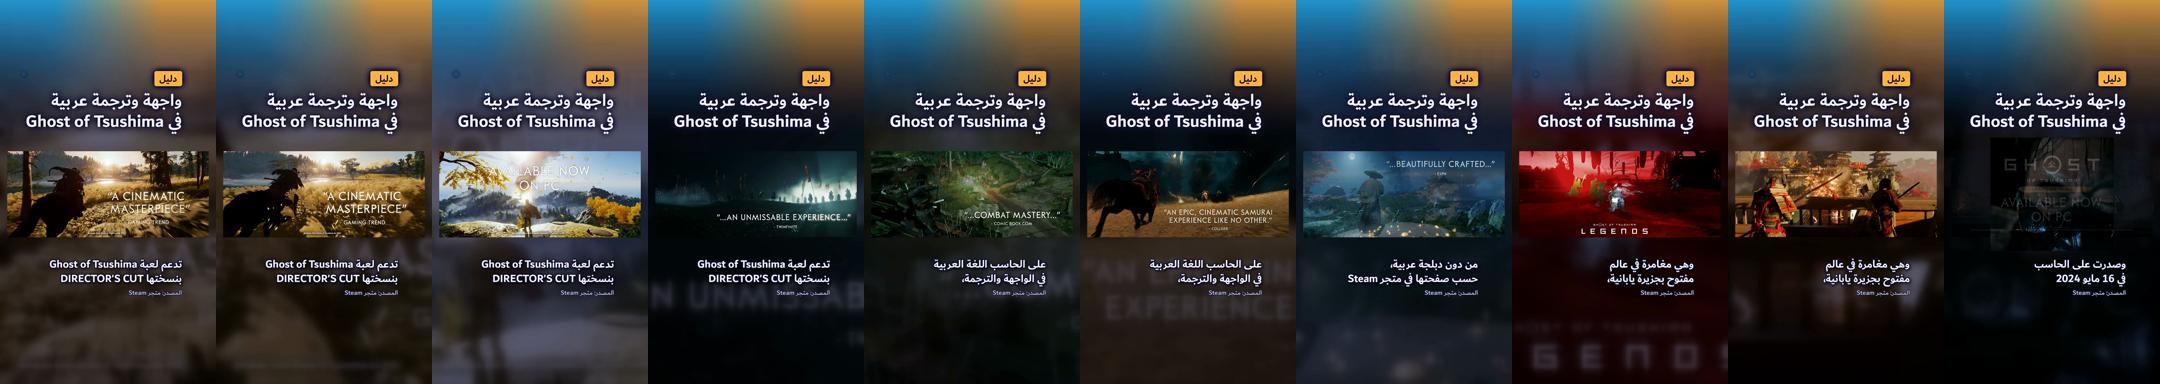 دليل
واجهة وترجمة عربية
في Ghost of Tsushima
"A CINEMATIC
MASTERPIECE"
GAMING TREND
تدعم لعبة Ghost of Tsushima
بنسختها DIRECTOR'S CUT
المصدر: متجر Steam
دليل
واجهة وترجمة عربية
في Ghost of Tsushima
"A CINEMATIC
MASTERPIECE"
GAMING TREND
تدعم لعبة Ghost of Tsushima
بنسختها DIRECTOR'S CUT
المصدر: متجر Steam
دليل
واجهة وترجمة عربية
في Ghost of Tsushima
AVAILABLE NOW
ON PC
تدعم لعبة Ghost of Tsushima
بنسختها DIRECTOR'S CUT
المصدر: متجر Steam
دليل
واجهة وترجمة عربية
في Ghost of Tsushima
"...AN UNMISSABLE EXPERIENCE..."
- TWINFINITE
تدعم لعبة Ghost of Tsushima
بنسختها DIRECTOR'S CUT
المصدر: متجر Steam
دليل
واجهة وترجمة عربية
في Ghost of Tsushima
"...COMBAT MASTERY..."
COMIC BOOK.COM
على الحاسب اللغة العربية
في الواجهة والترجمة،
المصدر: متجر Steam
دليل
واجهة وترجمة عربية
في Ghost of Tsushima
"AN EPIC, CINEMATIC SAMURAI
EXPERIENCE LIKE NO OTHER."
- COLLIDER
على الحاسب اللغة العربية
في الواجهة والترجمة،
المصدر: متجر Steam
دليل
واجهة وترجمة عربية
في Ghost of Tsushima
"...BEAUTIFULLY CRAFTED..."
- ESPN
من دون دبلجة عربية،
حسب صفحتها في متجر Steam
المصدر: متجر Steam
دليل
واجهة وترجمة عربية
في Ghost of Tsushima
GHOST OF TSUSHIMA
LEGENDS
وهي مغامرة في عالم
مفتوح بجزيرة يابانية،
المصدر: متجر Steam
دليل
واجهة وترجمة عربية
في Ghost of Tsushima
وهي مغامرة في عالم
مفتوح بجزيرة يابانية،
المصدر: متجر Steam
دليل
واجهة وترجمة عربية
في Ghost of Tsushima
GHOST
OF TSUSHIMA
AVAILABLE NOW
ON PC
وصدرت على الحاسب
في 16 مايو 2024
المصدر: متجر Steam